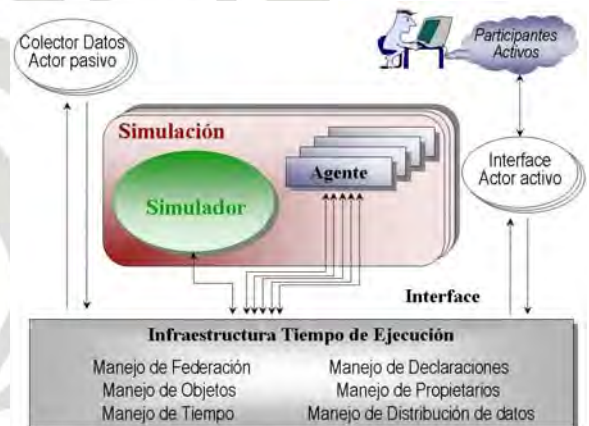 Colector Datos
Actor pasivo
Participantes
Activos
Simulación
Simulador
Agente
Interface
Actor activo
Interface
Infraestructura Tiempo de Ejecución
Manejo de Federación
Manejo de Declaraciones
Manejo de Objetos
Manejo de Propietarios
Manejo de Tiempo
Manejo de Distribución de datos